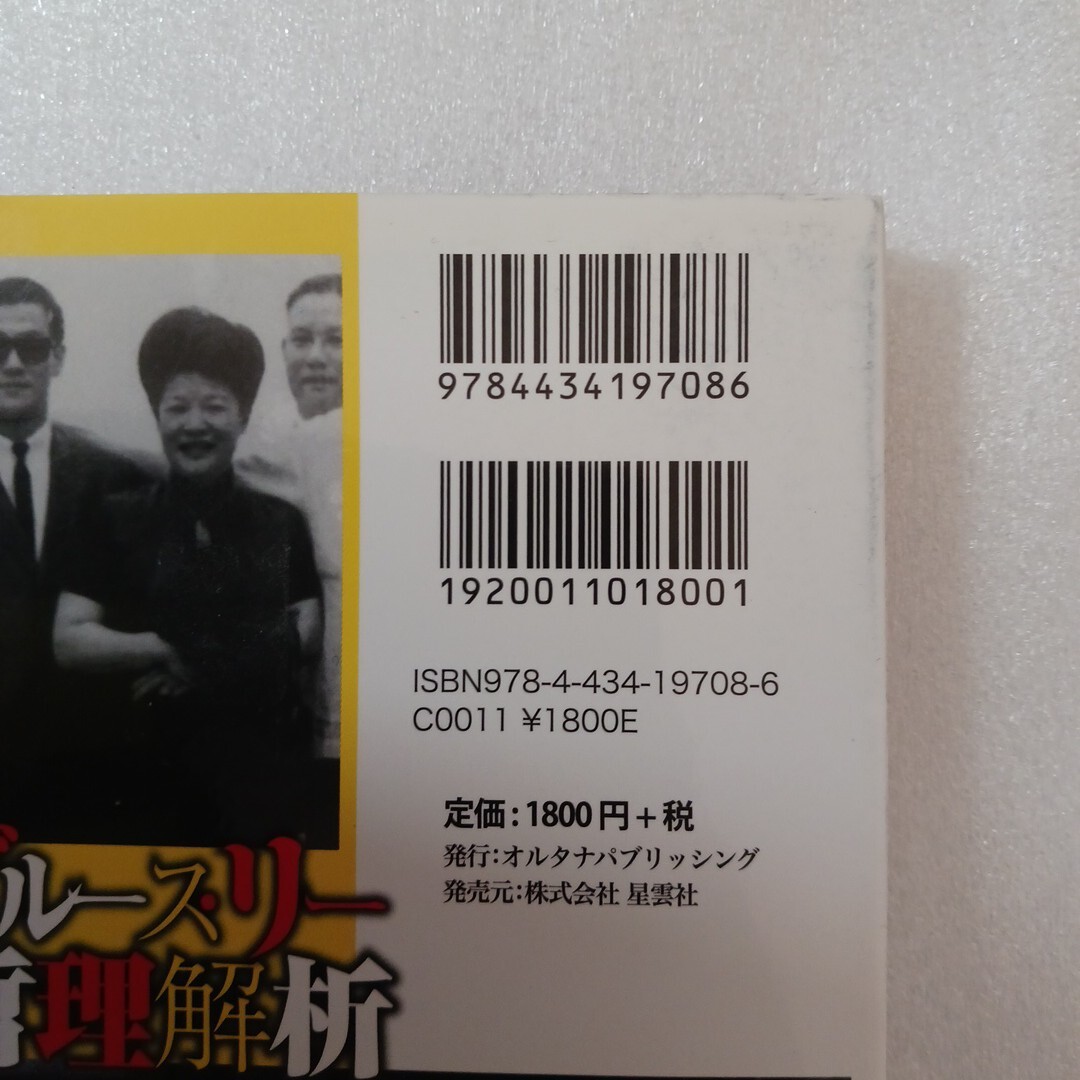 9784434197086
1920011018001
ISBN978-4-434-19708-6
C0011 ¥1800E
定価:1800円+税
発行:オルタナパブリッシング
発売元:株式会社 星雲社
ブルース・リー
理解析